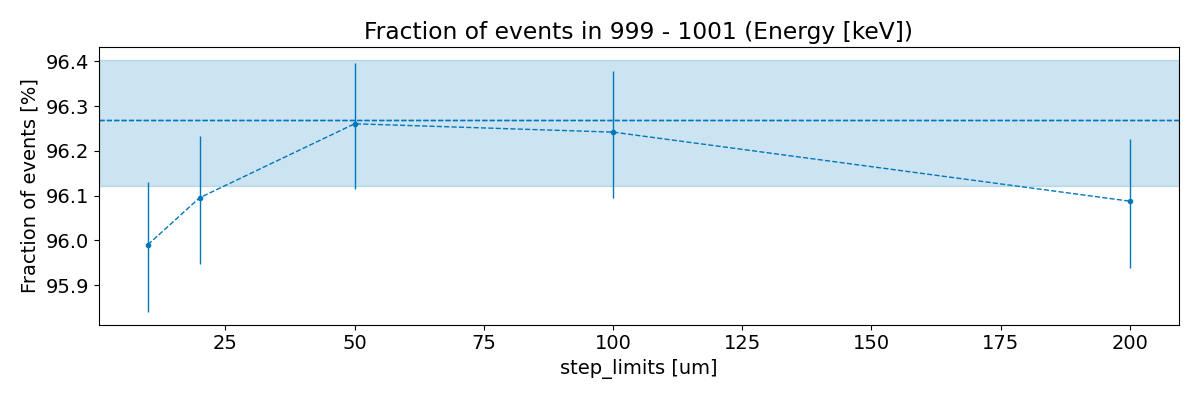 Fraction of events in 999 - 1001 (Energy [keV])
Fraction of events [%]
96.4
96.3
96.2
96.1
96.0
95.9
25 50 75 100 125 150 175 200
step_limits [um]